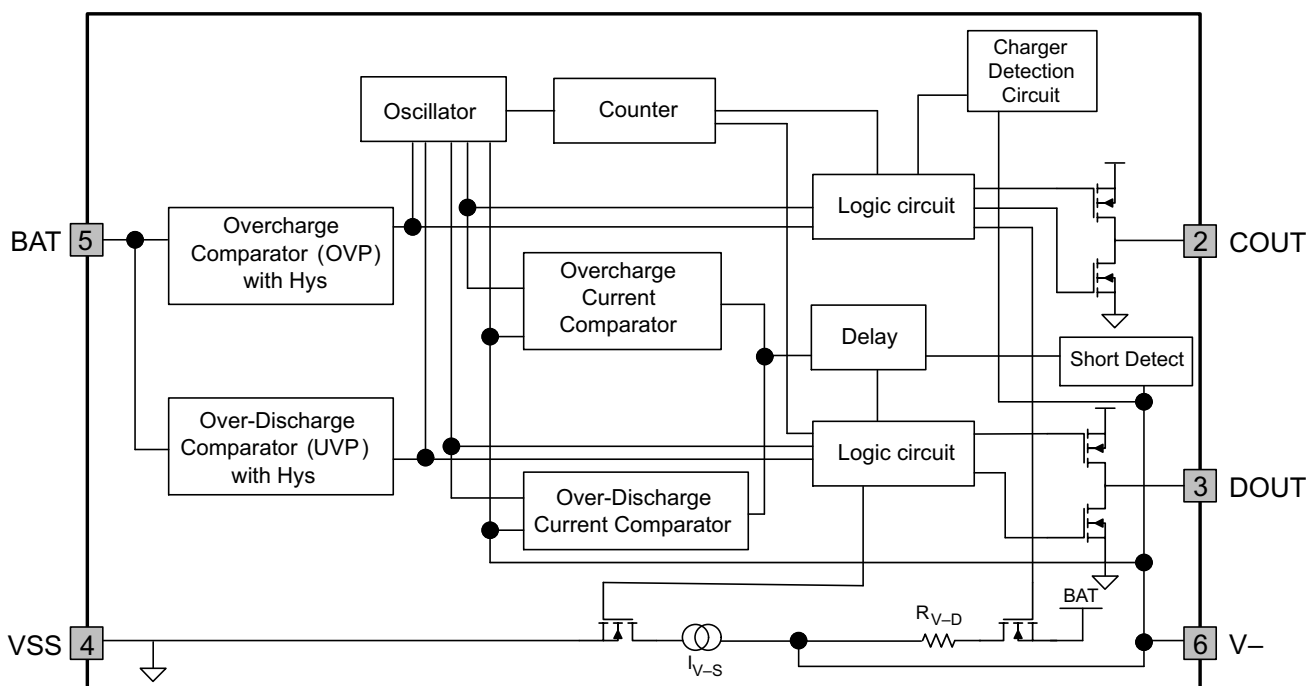 Charger
Detection
Circuit
Oscillator
Counter
Logic circuit
BAT
5
Overcharge
Comparator (OVP)
with Hys
2
COUT
Overcharge
Current
Comparator
Delay
Short Detect
Over-Discharge
Comparator (UVP)
with Hys
Logic circuit
3
DOUT
Over-Discharge
Current Comparator
BAT
RV–D
VSS
4
IV–S
6
V–